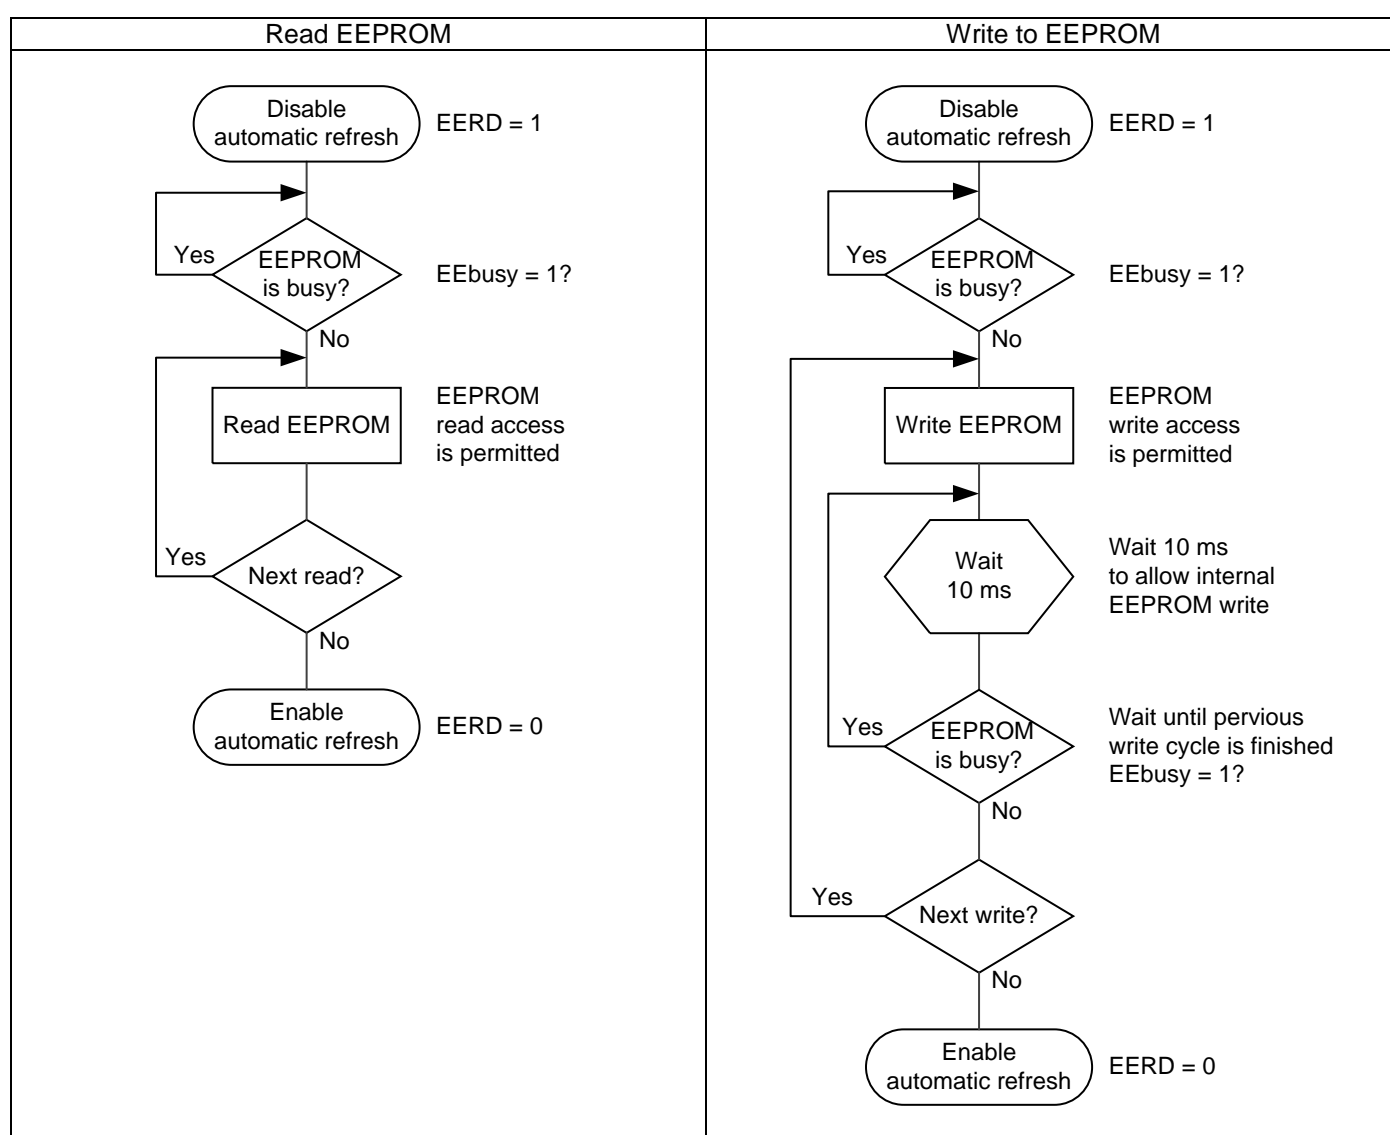 Read EEPROM
Disable
automatic refresh
EERD = 1
Yes
EEPROM
is busy?
EEbusy = 1?
No
Read EEPROM
EEPROM
read access
is permitted
Yes
Next read?
No
Enable
automatic refresh
EERD = 0
Write to EEPROM
Disable
automatic refresh
EERD = 1
Yes
EEPROM
is busy?
EEbusy = 1?
No
Write EEPROM
EEPROM
write access
is permitted
Wait
10 ms
Wait 10 ms
to allow internal
EEPROM write
Yes
EEPROM
is busy?
Wait until pervious
write cycle is finished
EEbusy = 1?
No
Yes
Next write?
No
Enable
automatic refresh
EERD = 0